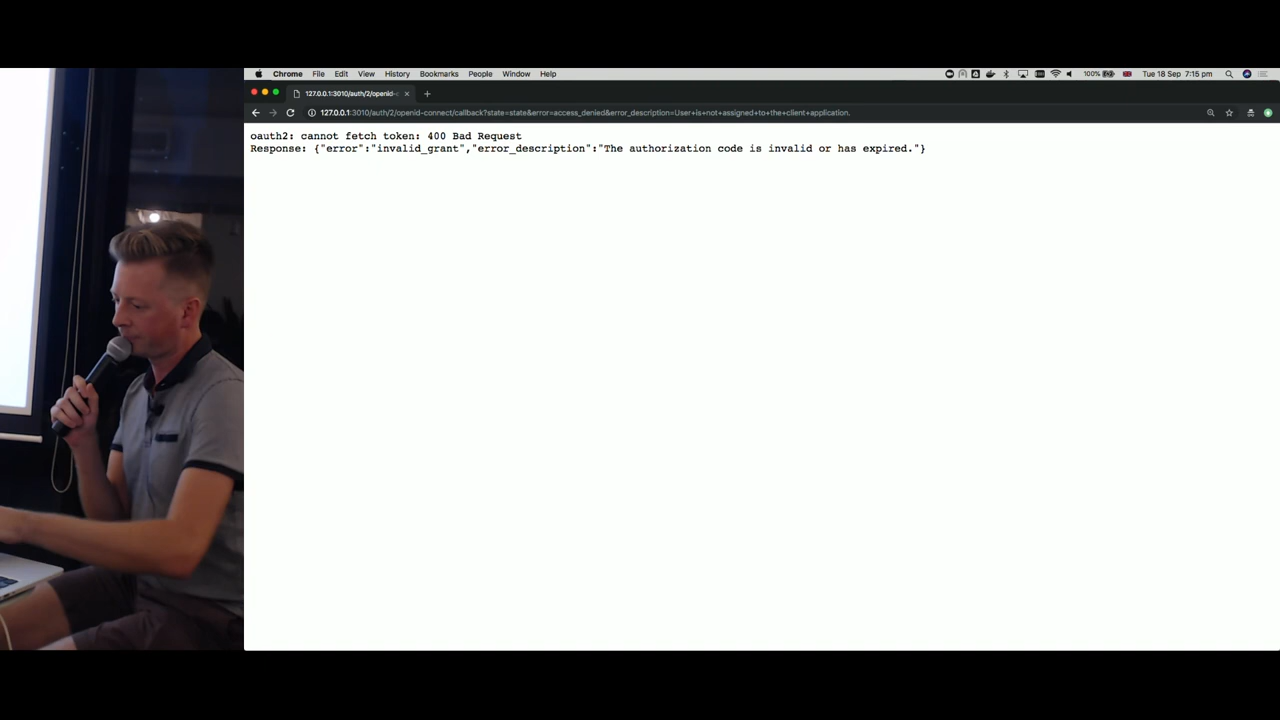 Chrome File Edit View History Bookmarks People Window Help 100% Tue 18 Sep 7:15 pm
127.0.0.1:3010/auth/2/openid-c
127.0.0.1:3010/auth/2/openid-connect/callback?state=state&error=access_denied&error_description=User+is+not+assigned+to+the+client+application.
oauth2: cannot fetch token: 400 Bad Request
Response: {"error":"invalid_grant","error_description":"The authorization code is invalid or has expired."}